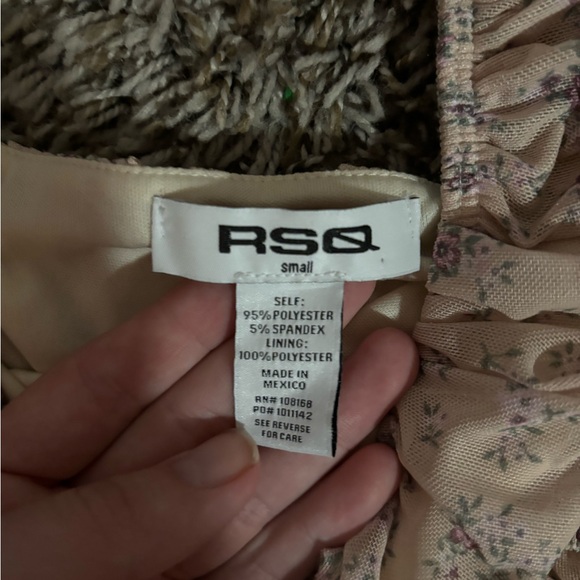 RSQ
small
SELF:
95% POLYESTER
5% SPANDEX
LINING:
100% POLYESTER
MADE IN
MEXICO
RN# 108168
PO# 1011142
SEE REVERSE
FOR CARE